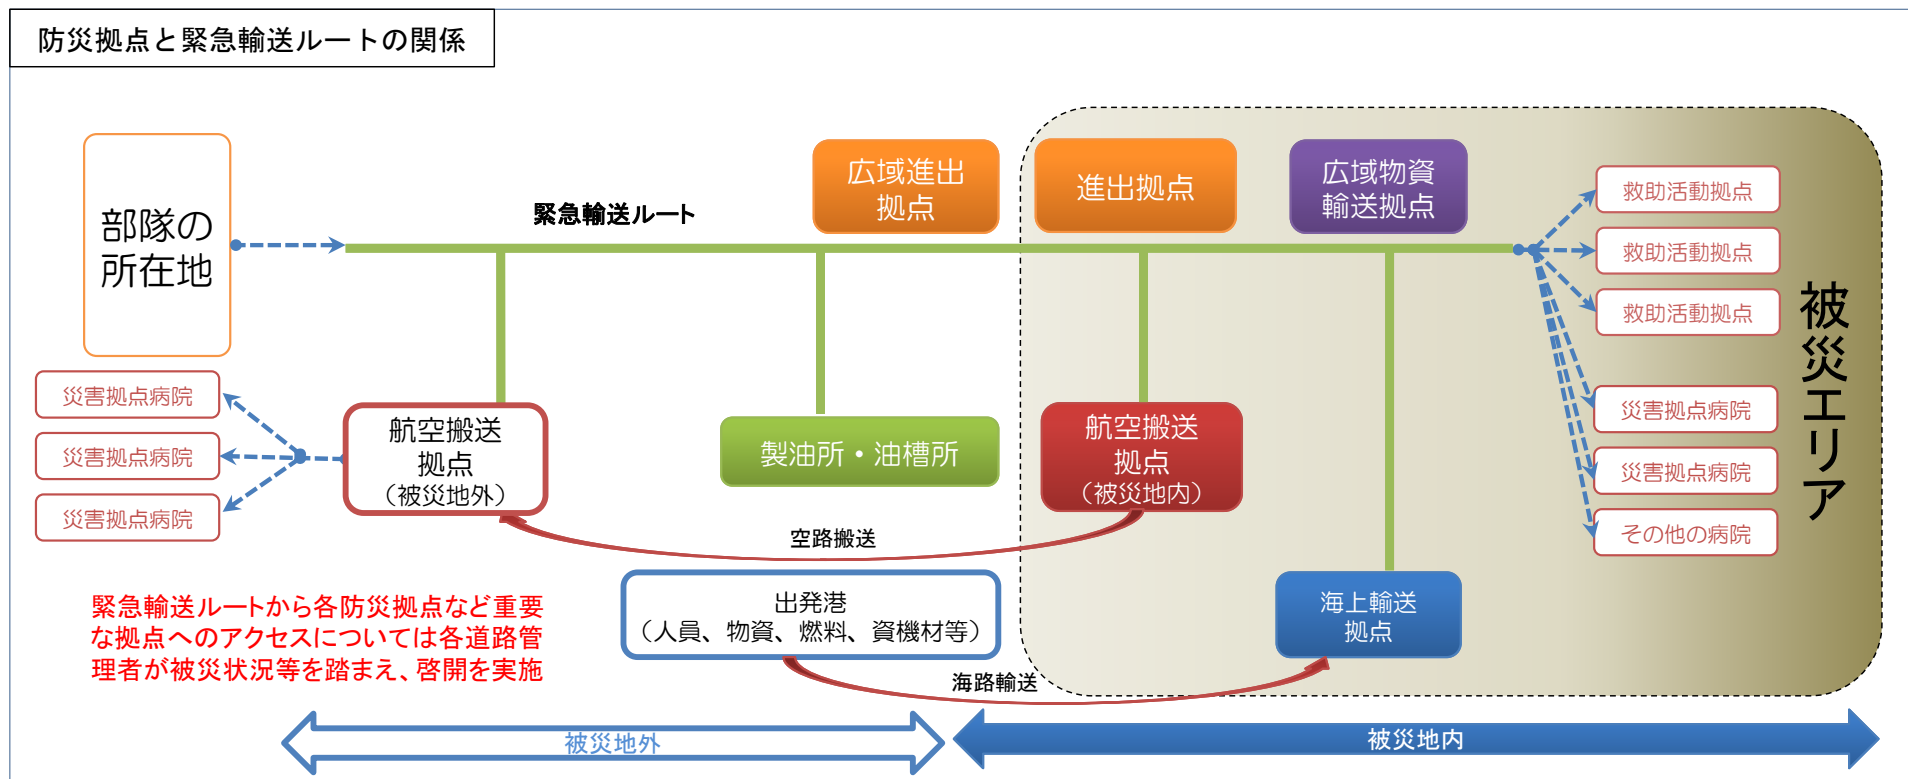 防災拠点と緊急輸送ルートの関係
部隊の
所在地
緊急輸送ルート
広域進出
拠点
進出拠点
広域物資
輸送拠点
救助活動拠点
救助活動拠点
救助活動拠点
被災エリア
災害拠点病院
災害拠点病院
その他の病院
災害拠点病院
災害拠点病院
災害拠点病院
航空搬送
拠点
（被災地外）
製油所・油槽所
航空搬送
拠点
（被災地内）
空路搬送
出発港
（人員、物資、燃料、資機材等）
海上輸送
拠点
海路輸送
緊急輸送ルートから各防災拠点など重要
な拠点へのアクセスについては各道路管
理者が被災状況等を踏まえ、啓開を実施
被災地外
被災地内